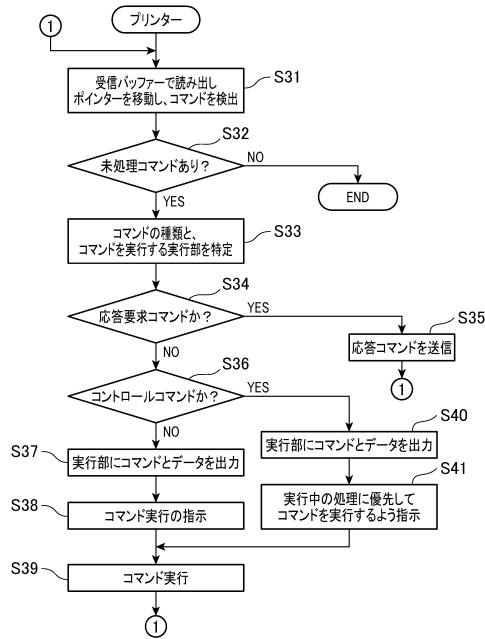 プリンター
1
受信バッファーで読み出し
ポインターを移動し、コマンドを検出
S31
S32
未処理コマンドあり？
NO
END
YES
コマンドの種類と、
コマンドを実行する実行部を特定
S33
S34
応答要求コマンドか？
YES
S35
応答コマンドを送信
1
NO
S36
コントロールコマンドか？
YES
NO
S40
実行部にコマンドとデータを出力
S37
実行部にコマンドとデータを出力
S41
実行中の処理に優先して
コマンドを実行するよう指示
S38
コマンド実行の指示
S39
コマンド実行
1